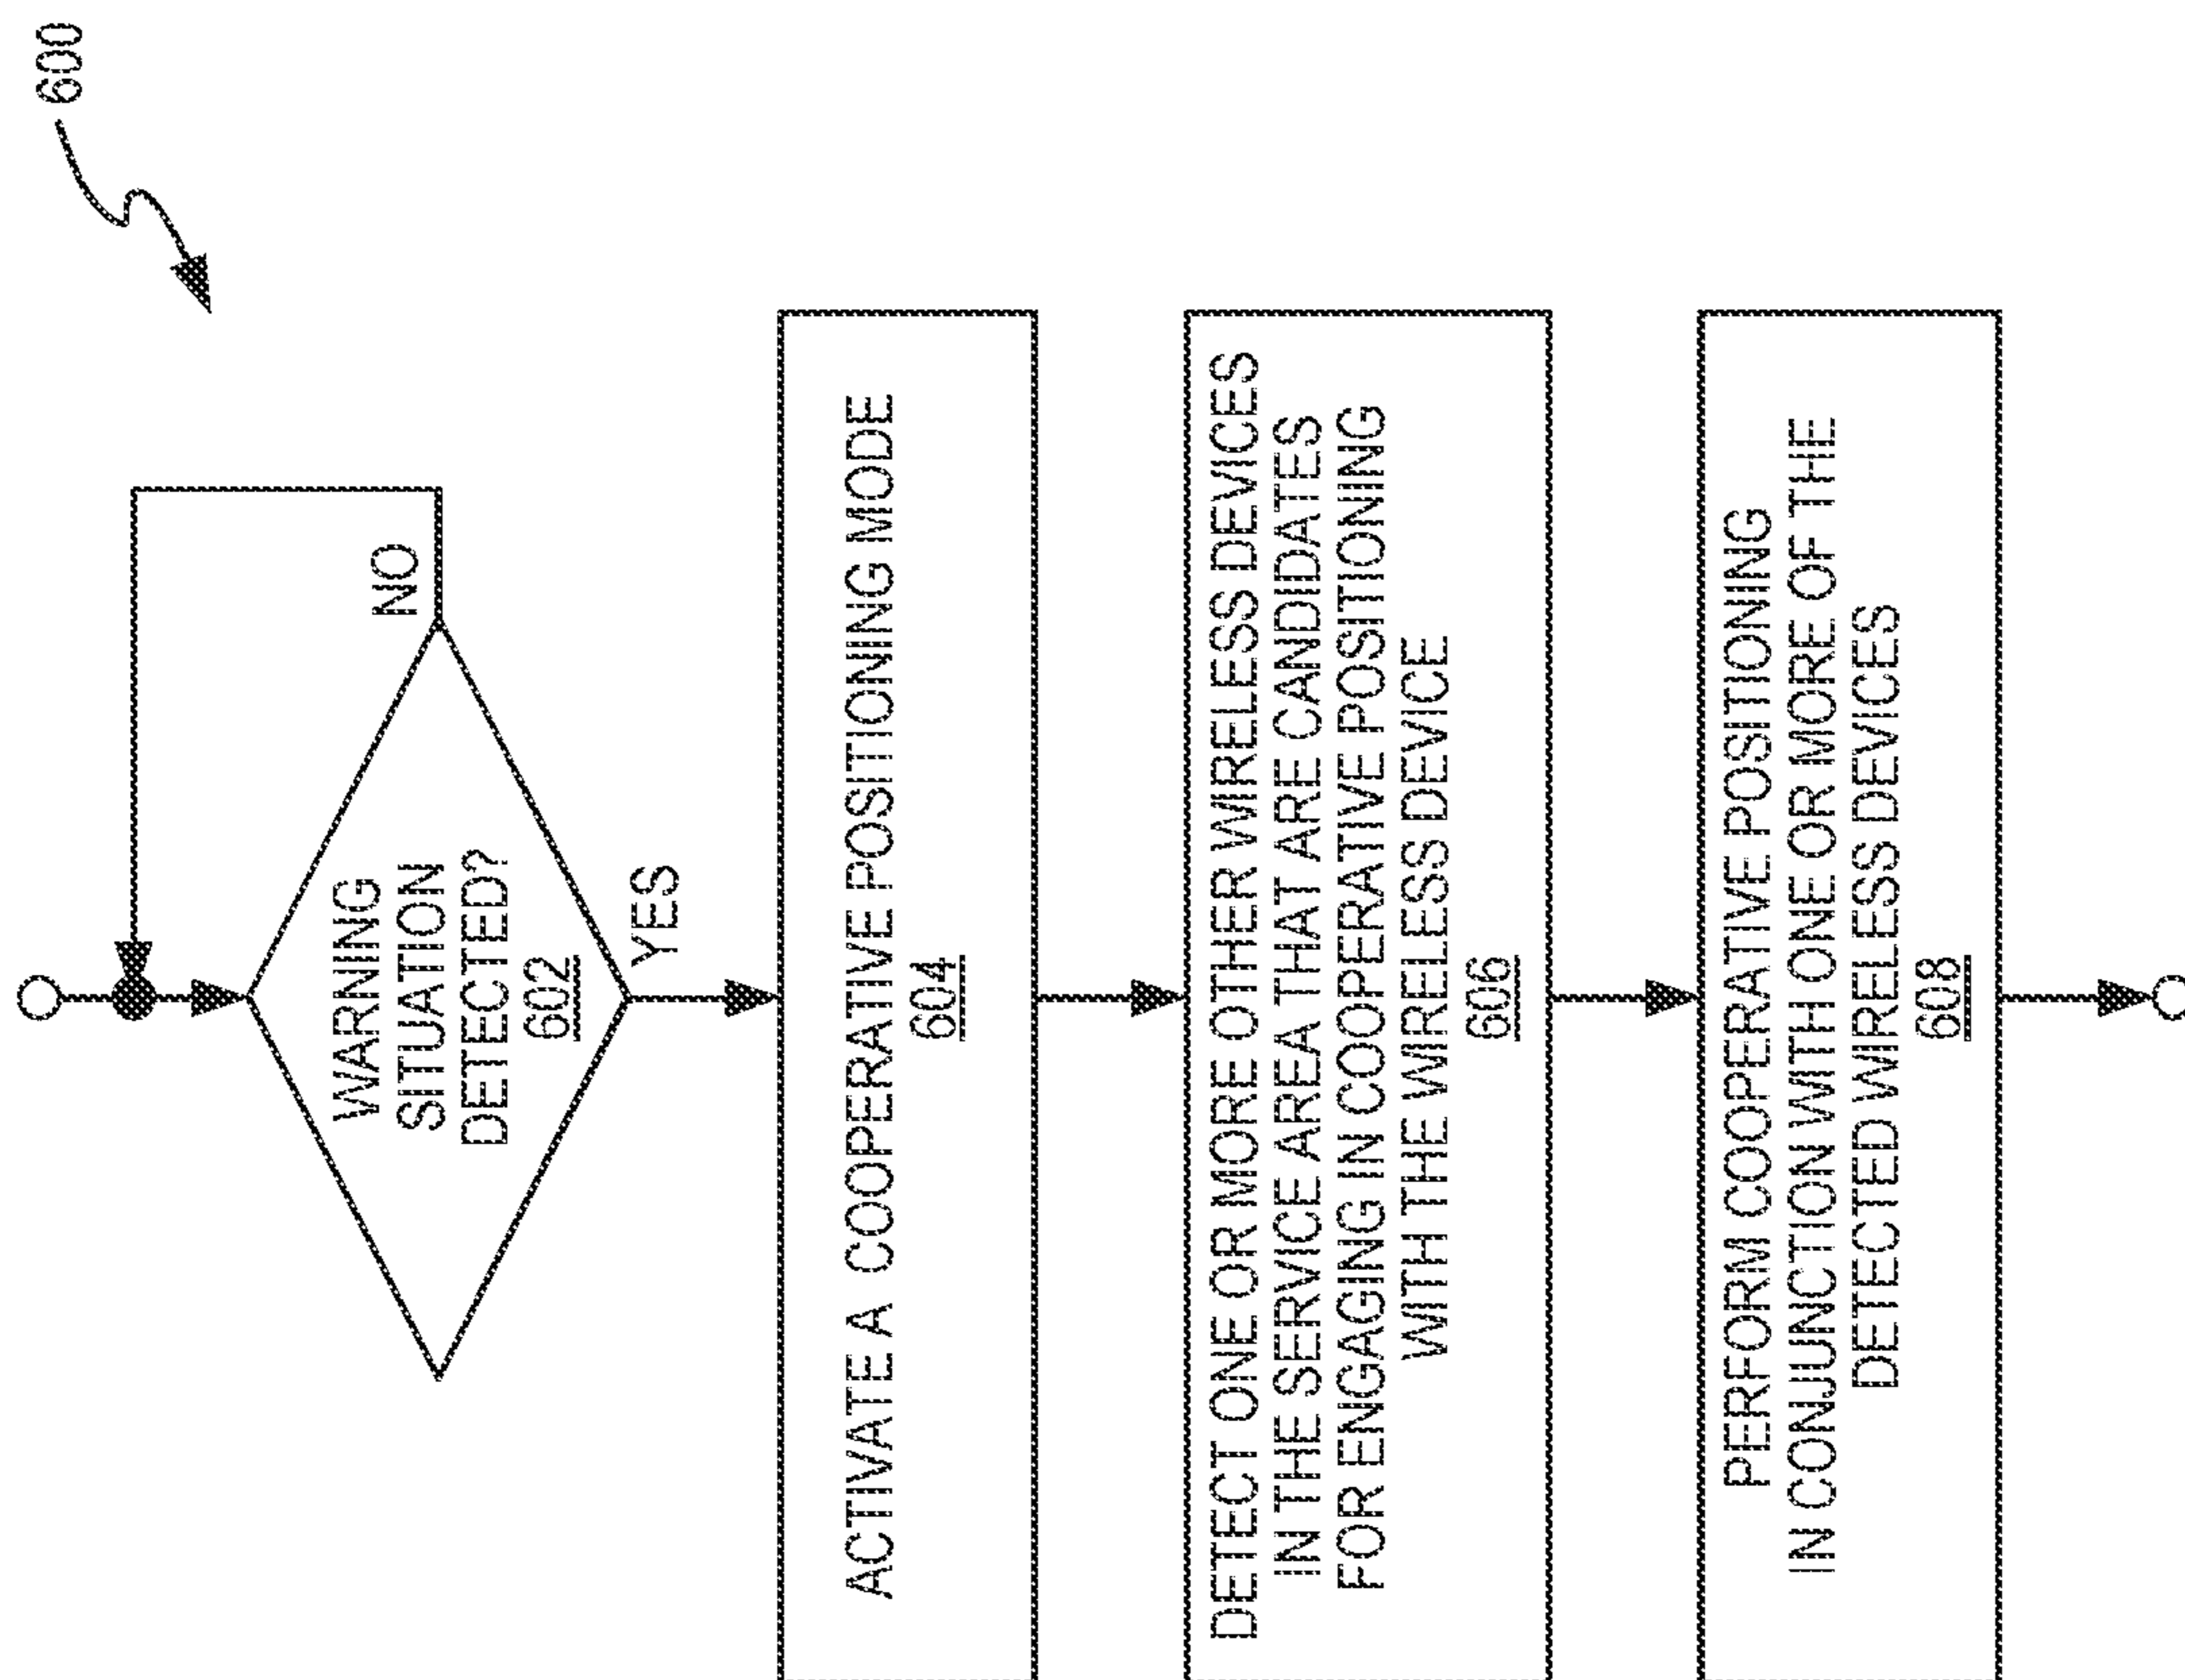 600
WARNING
SITUATION
DETECTED?
602
NO
YES
ACTIVATE A COOPERATIVE POSITIONING MODE
604
DETECT ONE OR MORE OTHER WIRELESS DEVICES
IN THE SERVICE AREA THAT ARE CANDIDATES
FOR ENGAGING IN COOPERATIVE POSITIONING
WITH THE WIRELESS DEVICE
606
PERFORM COOPERATIVE POSITIONING
IN CONJUNCTION WITH ONE OR MORE OF THE
DETECTED WIRELESS DEVICES
608